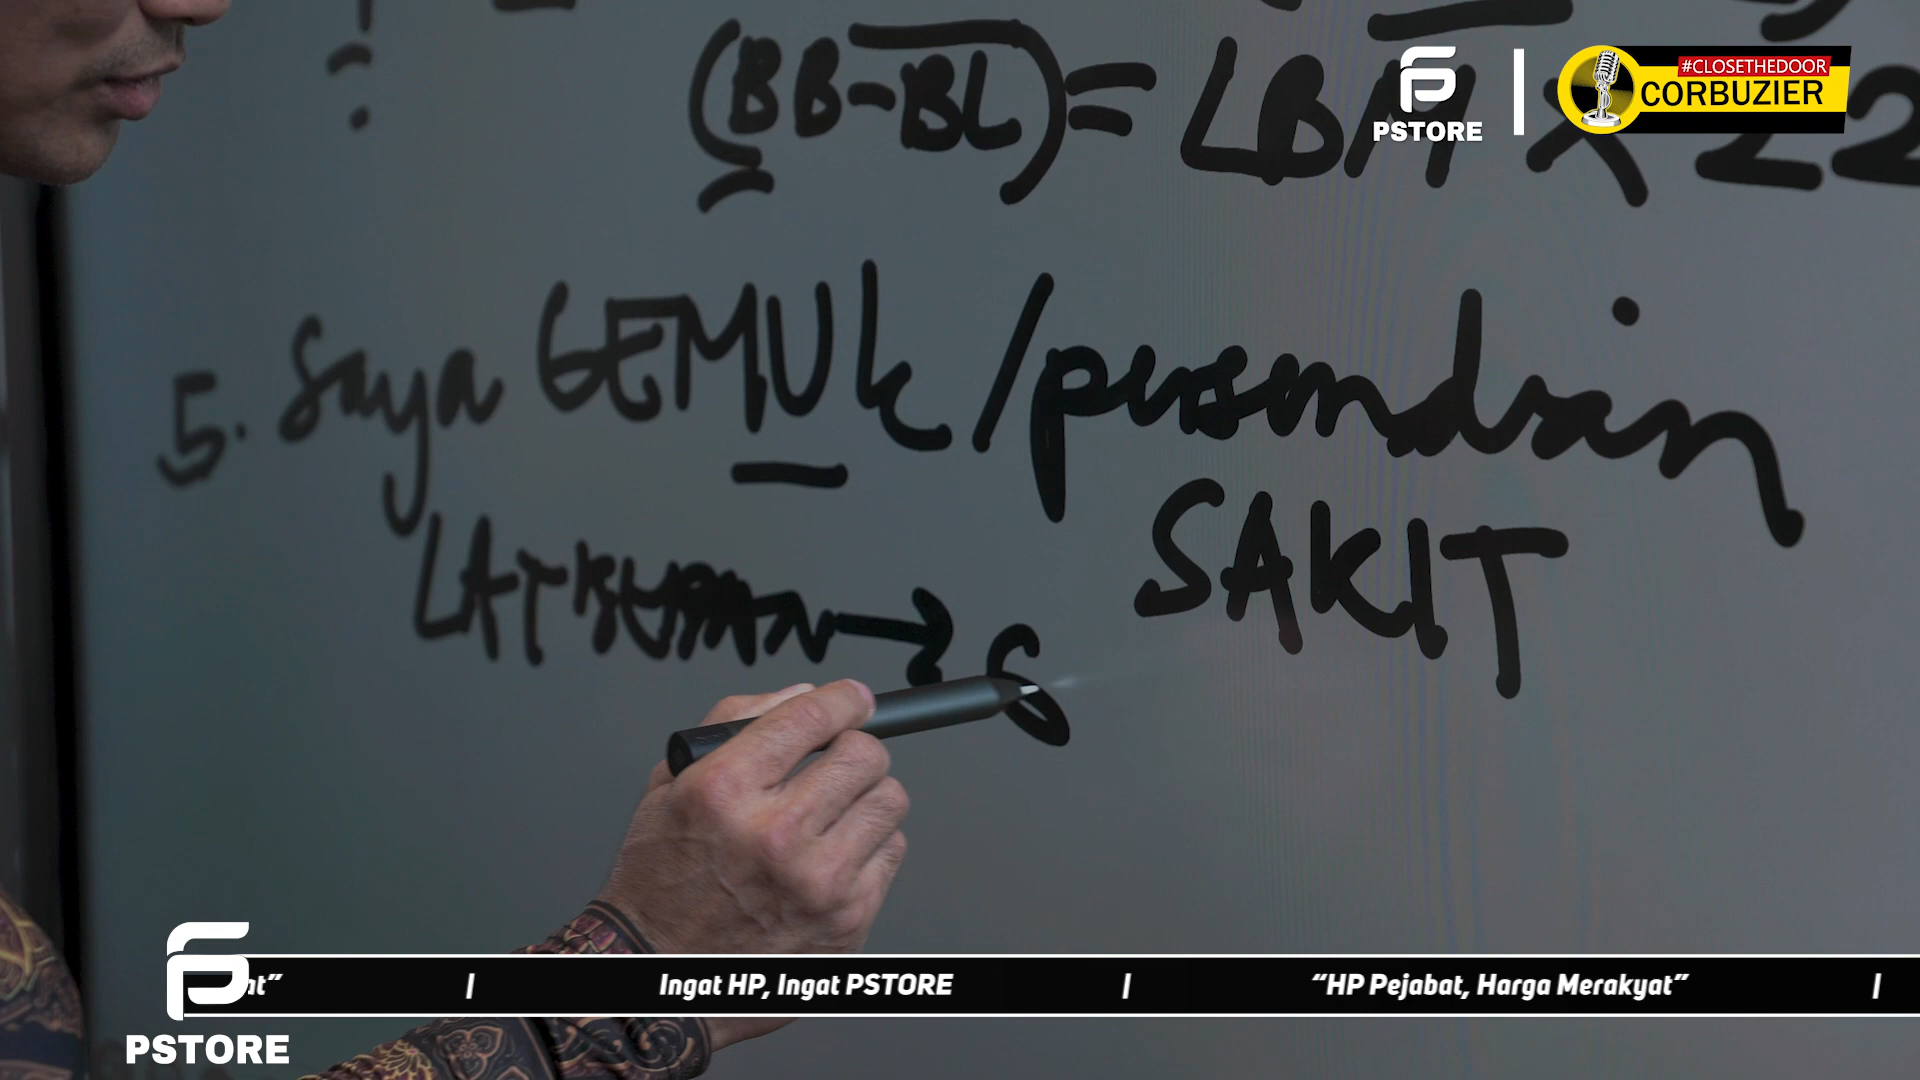 (BB-BL) = LBM X 22
#CLOSETHEDOOR
CORBUZIER
PSTORE
5. Saya GEMUK / persendian
SAKIT
Ingat HP, Ingat PSTORE | "HP Pejabat, Harga Merakyat" |
PSTORE